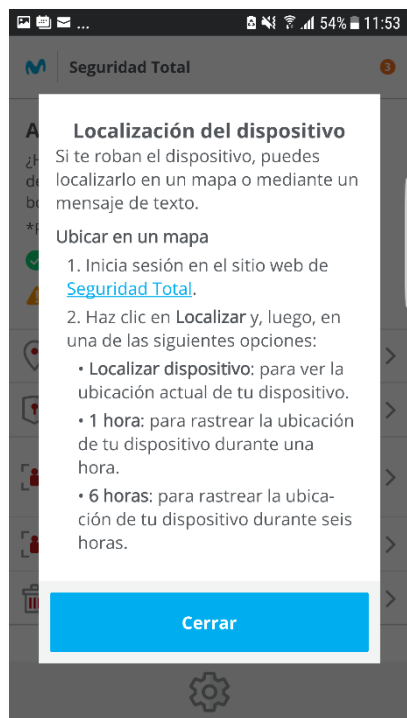 ... 54% 11:53
Seguridad Total 3
A
¿H
de
bo
Localización del dispositivo
Si te roban el dispositivo, puedes
localizarlo en un mapa o mediante un
mensaje de texto.
Ubicar en un mapa
1. Inicia sesión en el sitio web de
Seguridad Total.
2. Haz clic en Localizar y, luego, en
una de las siguientes opciones:
• Localizar dispositivo: para ver la
ubicación actual de tu dispositivo.
• 1 hora: para rastrear la ubicación
de tu dispositivo durante una
hora.
• 6 horas: para rastrear la ubica-
ción de tu dispositivo durante seis
horas.
Cerrar